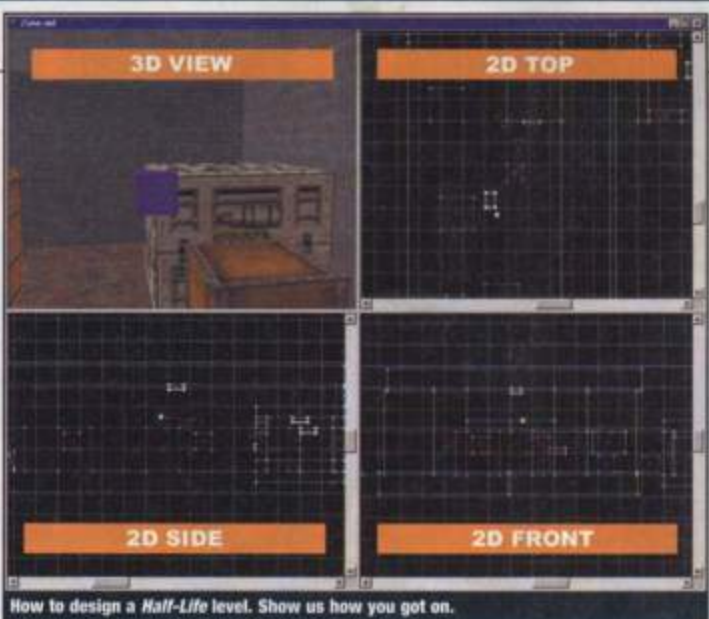 3D VIEW
2D TOP
2D SIDE
2D FRONT
How to design a Half-Life level. Show us how you got on.